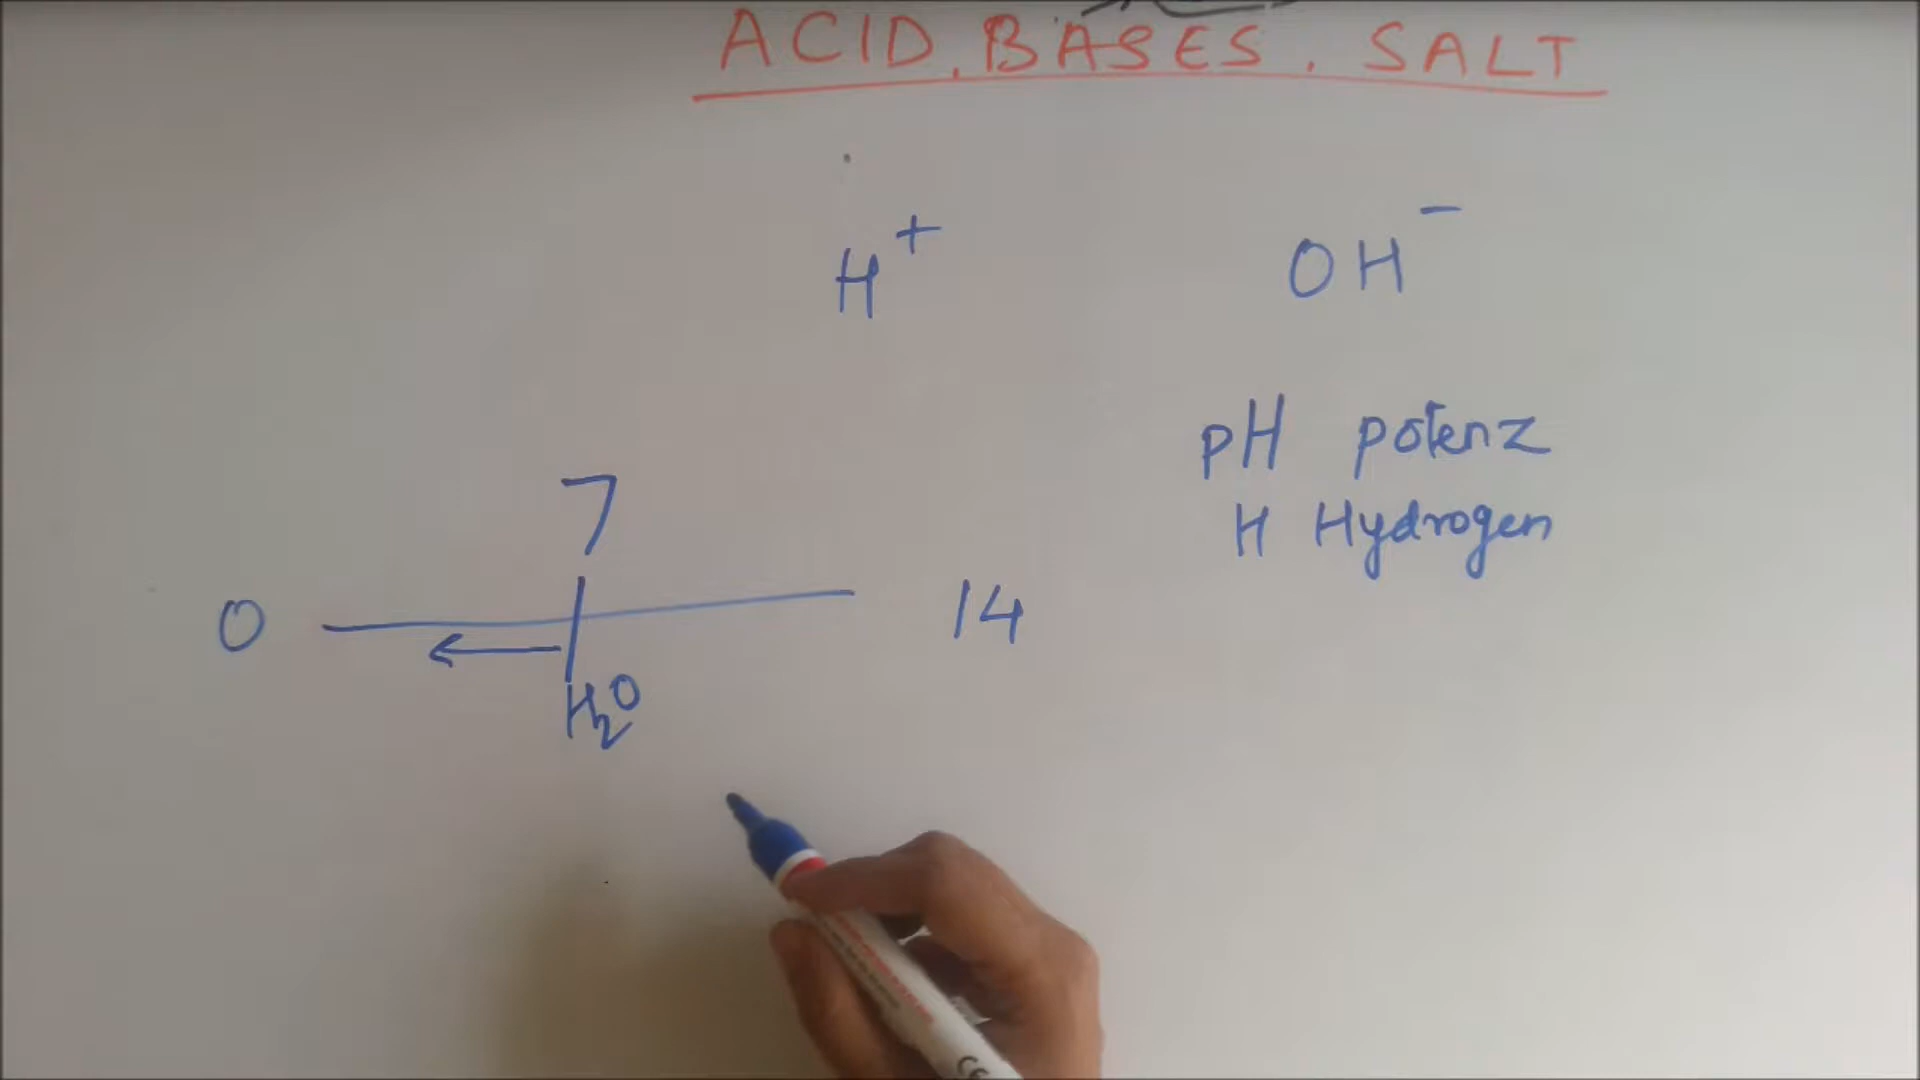 ACID, BASES, SALT
H⁺ OH⁻
pH potenz
H Hydrogen
7
0 14
H₂O